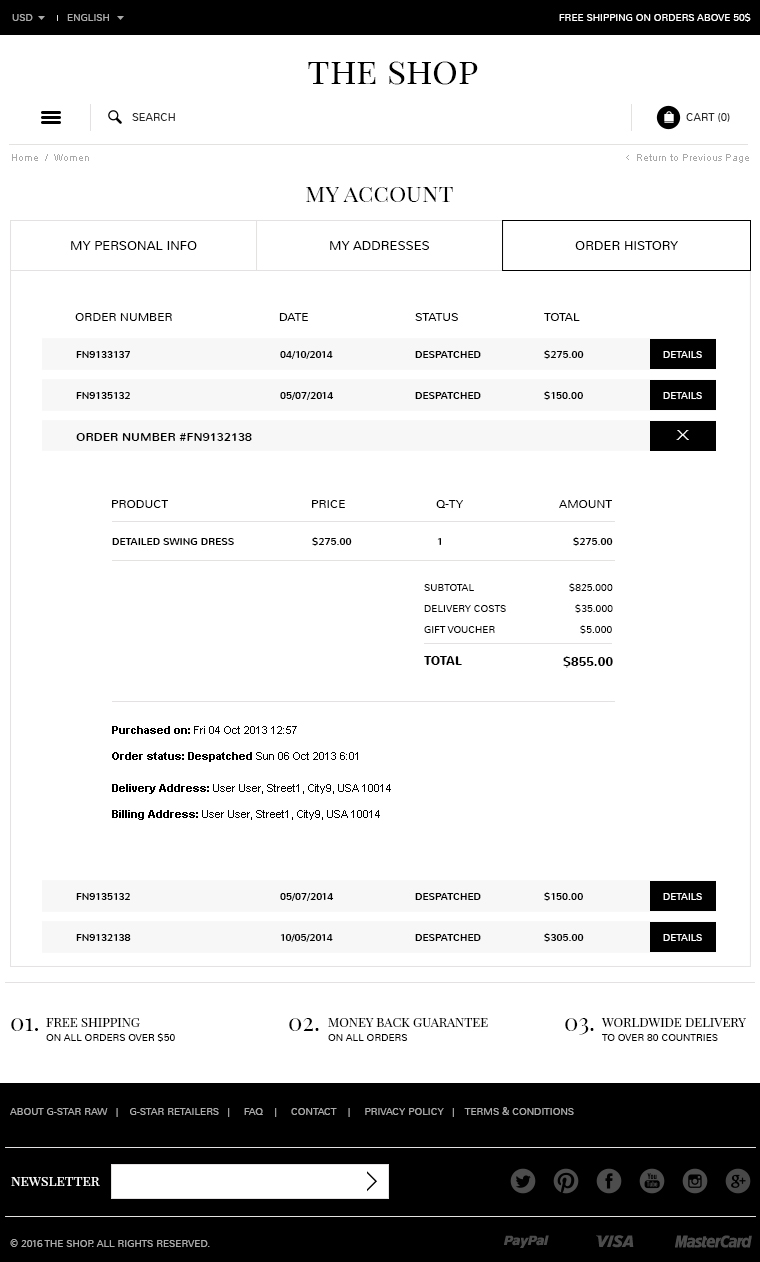 USD ENGLISH FREE SHIPPING ON ORDERS ABOVE 50$
THE SHOP
SEARCH CART (0)
Home / Women < Return to Previous Page
MY ACCOUNT
MY PERSONAL INFO MY ADDRESSES ORDER HISTORY
ORDER NUMBER DATE STATUS TOTAL
FN9133137 04/10/2014 DESPATCHED $275.00 DETAILS
FN9135132 05/07/2014 DESPATCHED $150.00 DETAILS
ORDER NUMBER #FN9132138
PRODUCT PRICE Q-TY AMOUNT
DETAILED SWING DRESS $275.00 1 $275.00
SUBTOTAL $825.000
DELIVERY COSTS $35.000
GIFT VOUCHER $5.000
TOTAL $855.00
Purchased on: Fri 04 Oct 2013 12:57
Order status: Despatched Sun 06 Oct 2013 6:01
Delivery Address: User User, Street1, City9, USA 10014
Billing Address: User User, Street1, City9, USA 10014
FN9135132 05/07/2014 DESPATCHED $150.00 DETAILS
FN9132138 10/05/2014 DESPATCHED $305.00 DETAILS
01. FREE SHIPPING 02. MONEY BACK GUARANTEE 03. WORLDWIDE DELIVERY
ON ALL ORDERS OVER $50 ON ALL ORDERS TO OVER 80 COUNTRIES
ABOUT G-STAR RAW | G-STAR RETAILERS | FAQ | CONTACT | PRIVACY POLICY | TERMS & CONDITIONS
NEWSLETTER You Tube g+
© 2016 THE SHOP. ALL RIGHTS RESERVED. PayPal VISA MasterCard